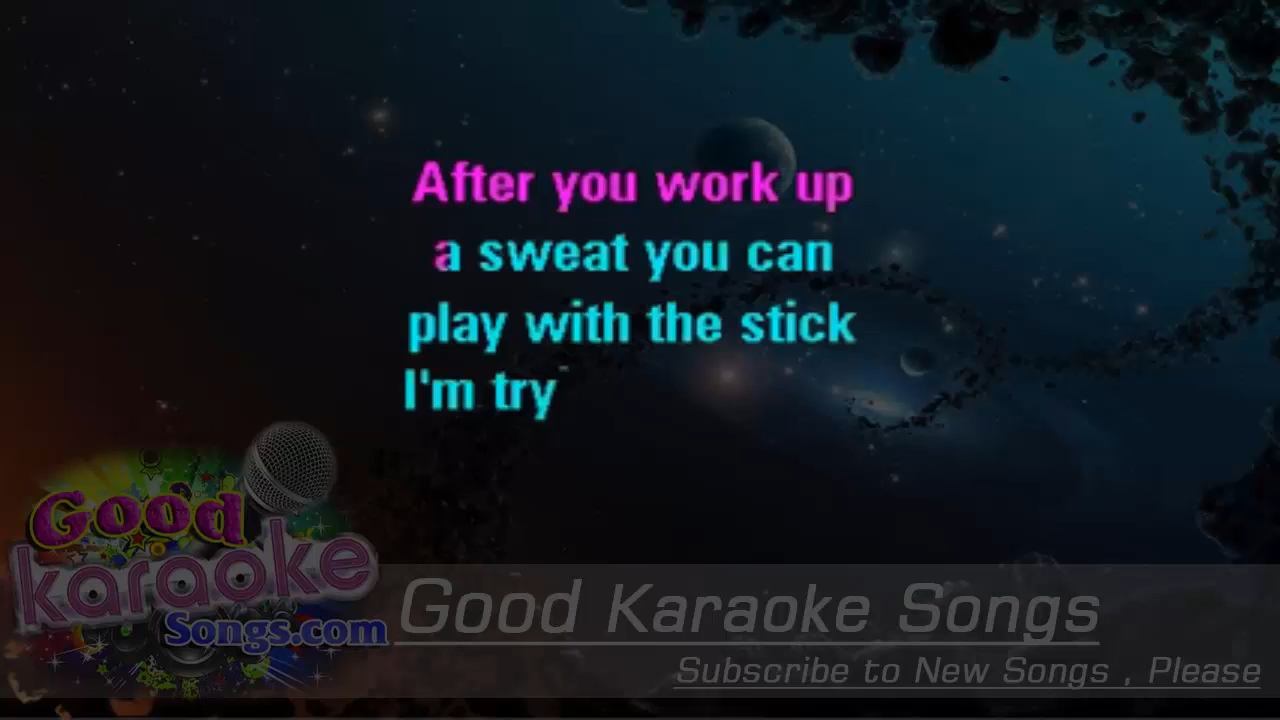 After you work up
a sweat you can
play with the stick
I'm try
Good
karaoke
Songs.com
Good Karaoke Songs
Subscribe to New Songs , Please